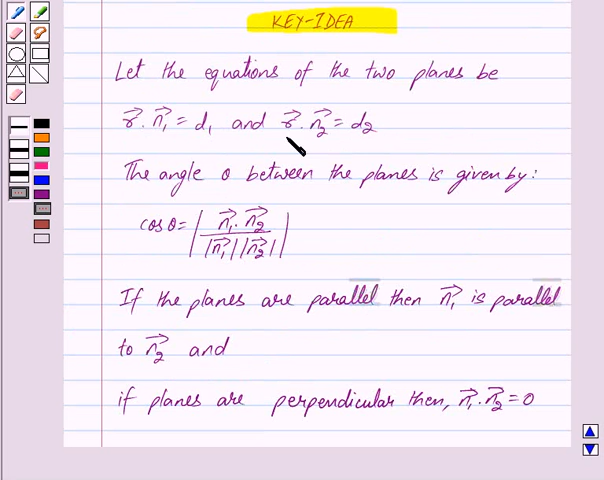 KEY-IDEA
Let the equations of the two planes be
r⃗. n⃗₁ = d₁ and r⃗. n⃗₂ = d₂
The angle θ between the planes is given by:
cos θ = | n⃗₁. n⃗₂ / |n⃗₁| |n⃗₂| |
If the planes are parallel then n⃗₁ is parallel
to n⃗₂ and
if planes are perpendicular then, n⃗₁. n⃗₂ = 0